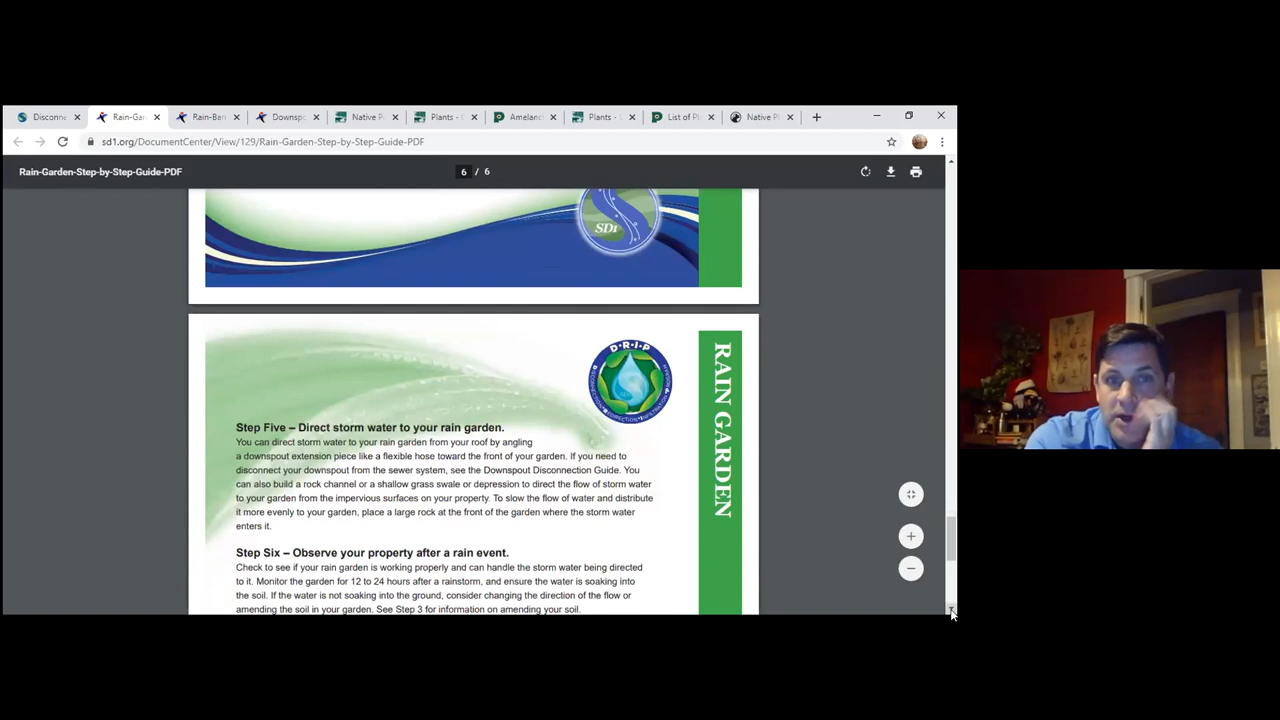 Disconne
Rain-Gar
Rain-Bar
Downspo
Native P
Plants -
Amelanc
Plants -
List of Pl
Native Pl
sd1.org/DocumentCenter/View/129/Rain-Garden-Step-by-Step-Guide-PDF
Rain-Garden-Step-by-Step-Guide-PDF
6 / 6
SD1
D·R·I·P
RAIN GARDEN
Step Five – Direct storm water to your rain garden.
You can direct storm water to your rain garden from your roof by angling
a downspout extension piece like a flexible hose toward the front of your garden. If you need to
disconnect your downspout from the sewer system, see the Downspout Disconnection Guide. You
can also build a rock channel or a shallow grass swale or depression to direct the flow of storm water
to your garden from the impervious surfaces on your property. To slow the flow of water and distribute
it more evenly to your garden, place a large rock at the front of the garden where the storm water
enters it.
Step Six – Observe your property after a rain event.
Check to see if your rain garden is working properly and can handle the storm water being directed
to it. Monitor the garden for 12 to 24 hours after a rainstorm, and ensure the water is soaking into
the soil. If the water is not soaking into the ground, consider changing the direction of the flow or
amending the soil in your garden. See Step 3 for information on amending your soil.